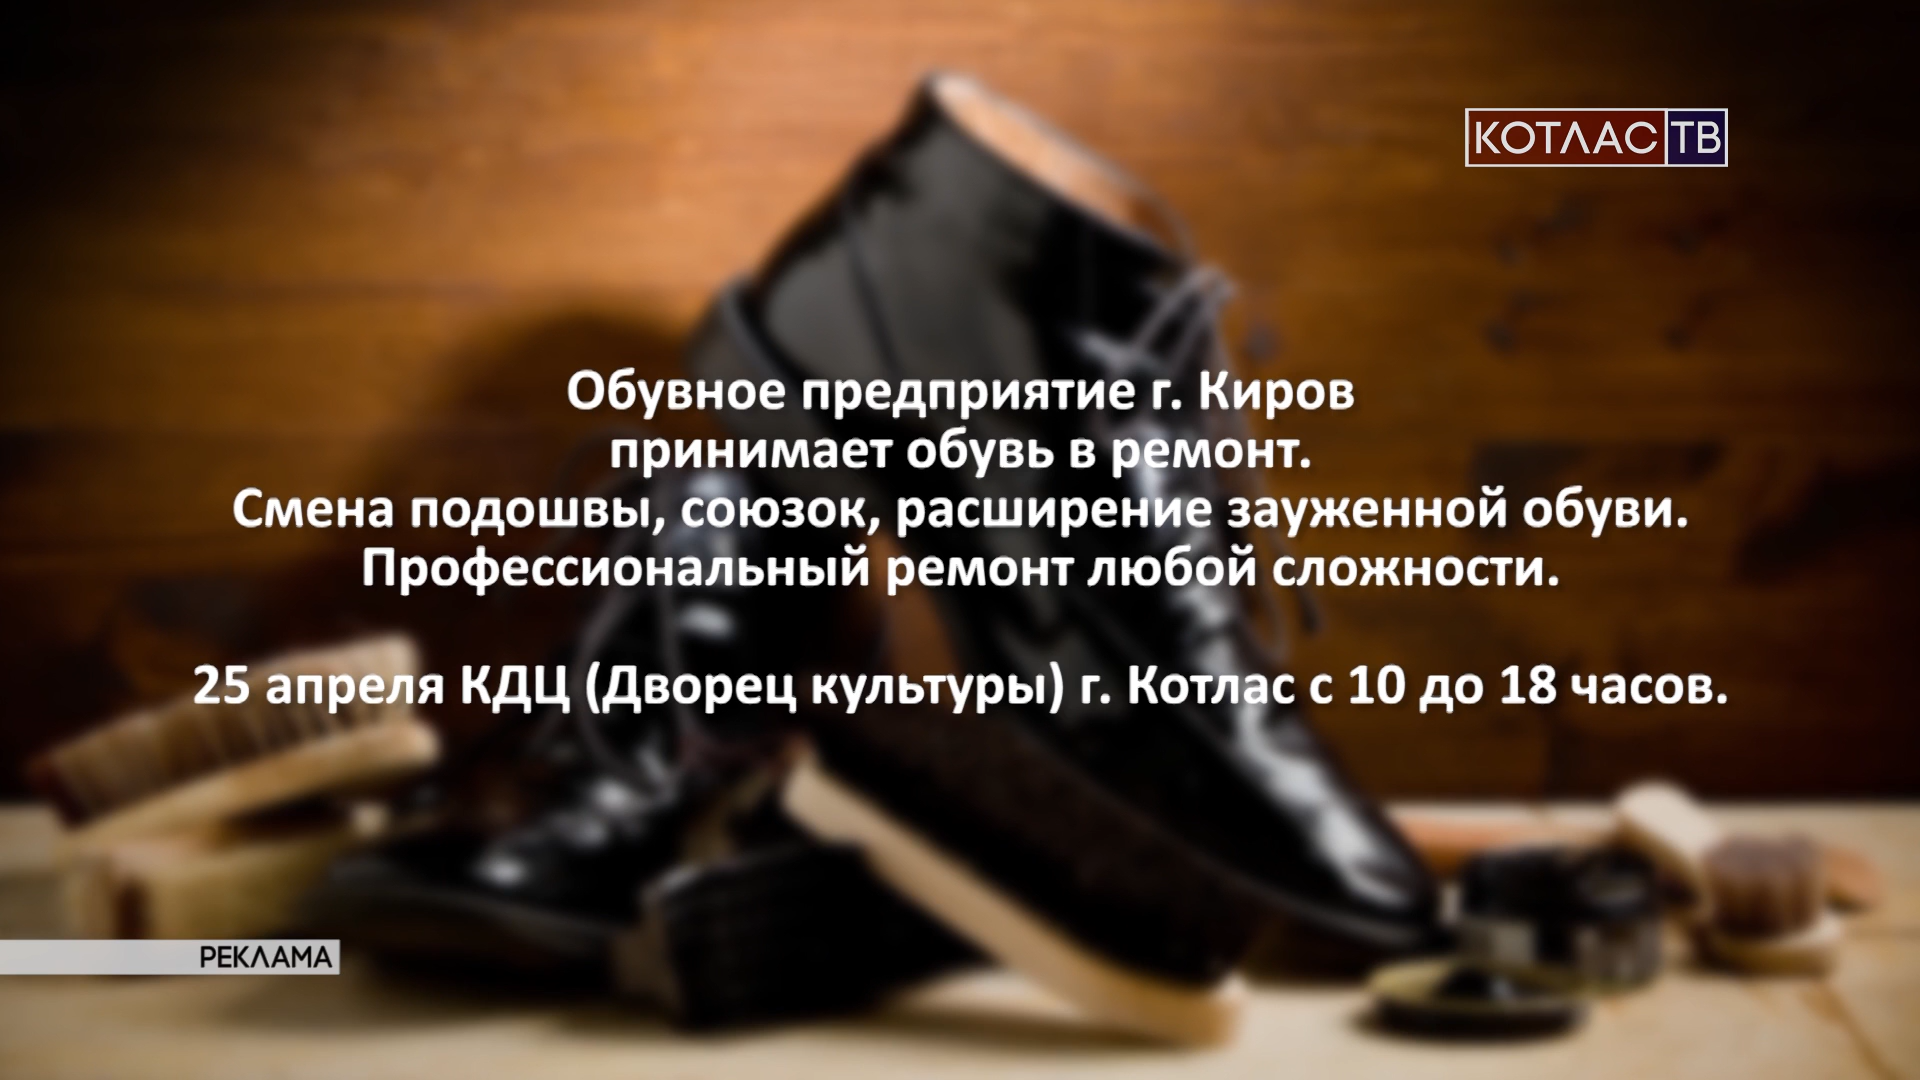 КОТЛАС ТВ
Обувное предприятие г. Киров
принимает обувь в ремонт.
Смена подошвы, союзок, расширение зауженной обуви.
Профессиональный ремонт любой сложности.
25 апреля КДЦ (Дворец культуры) г. Котлас с 10 до 18 часов.
РЕКЛАМА